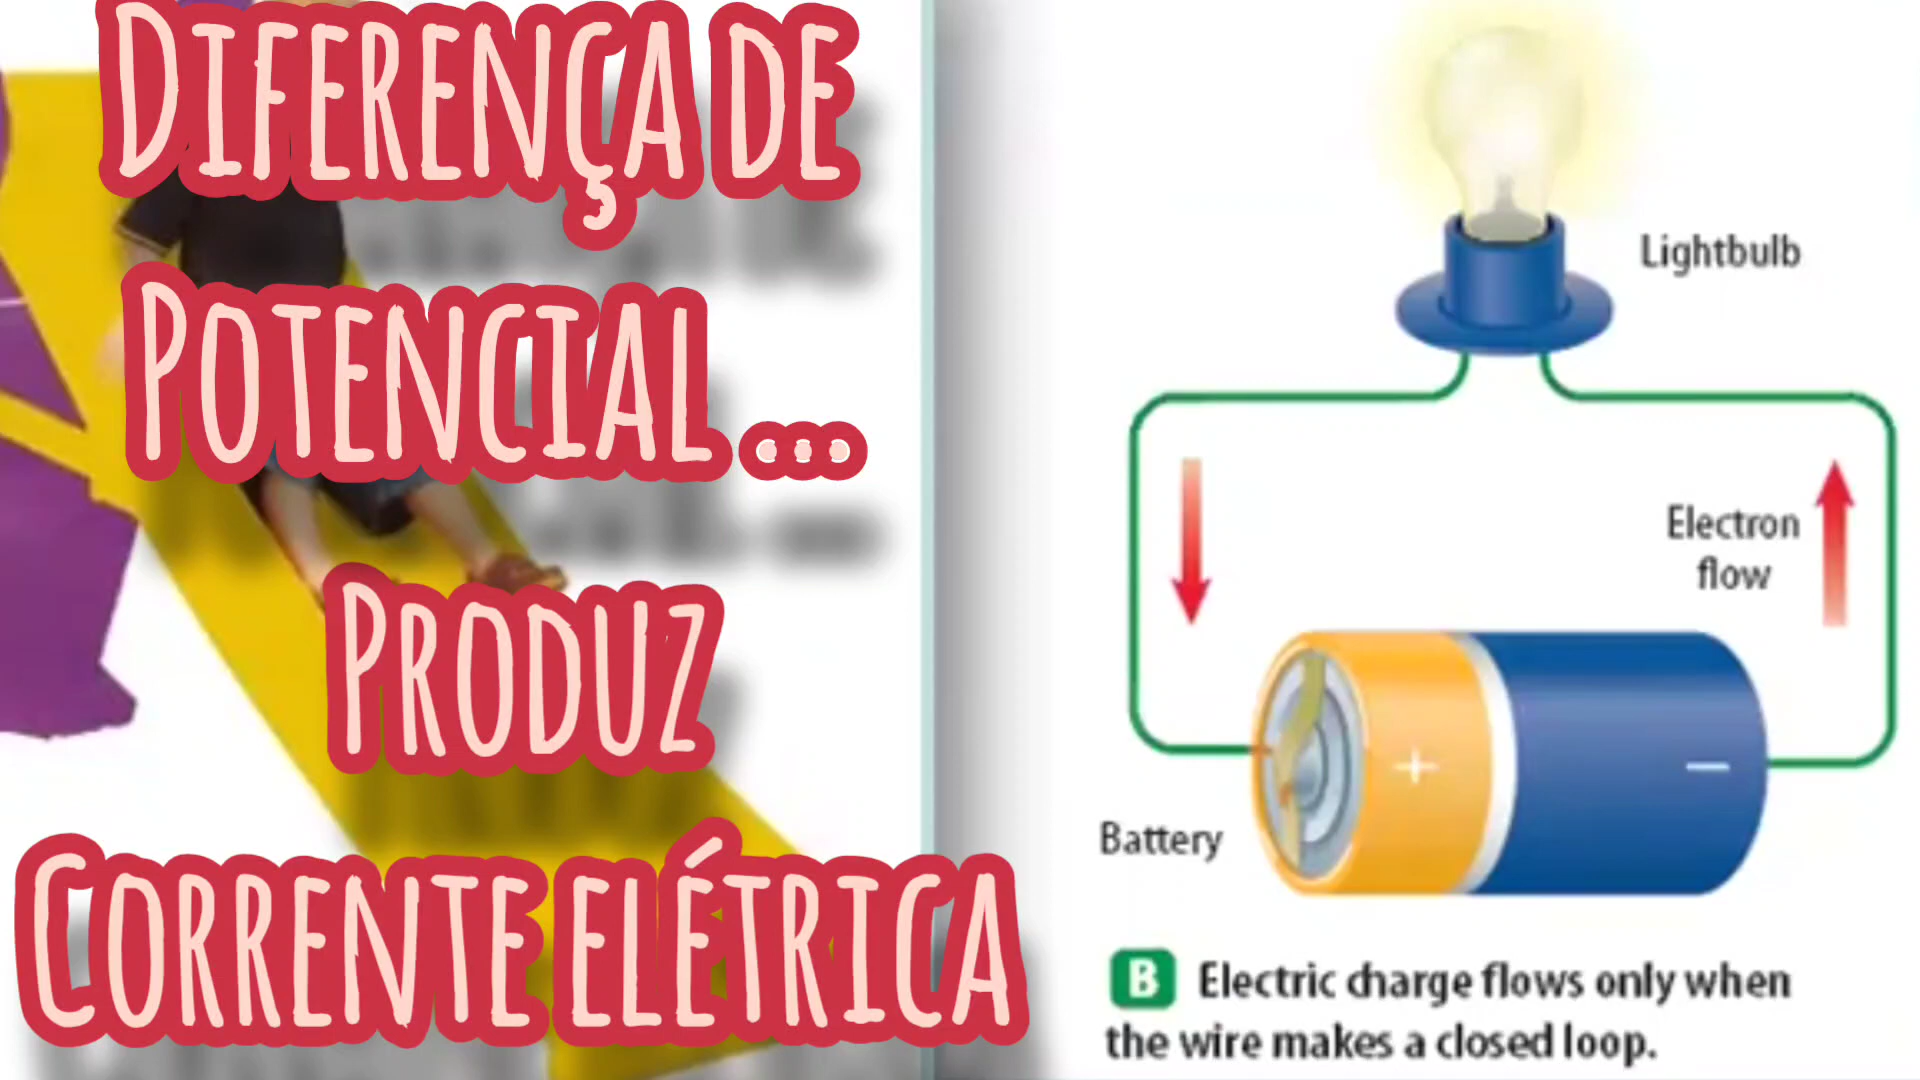 DIFERENÇA DE
POTENCIAL ...
PRODUZ
CORRENTE ELÉTRICA
Lightbulb
Electron
flow
+
−
Battery
B Electric charge flows only when
the wire makes a closed loop.